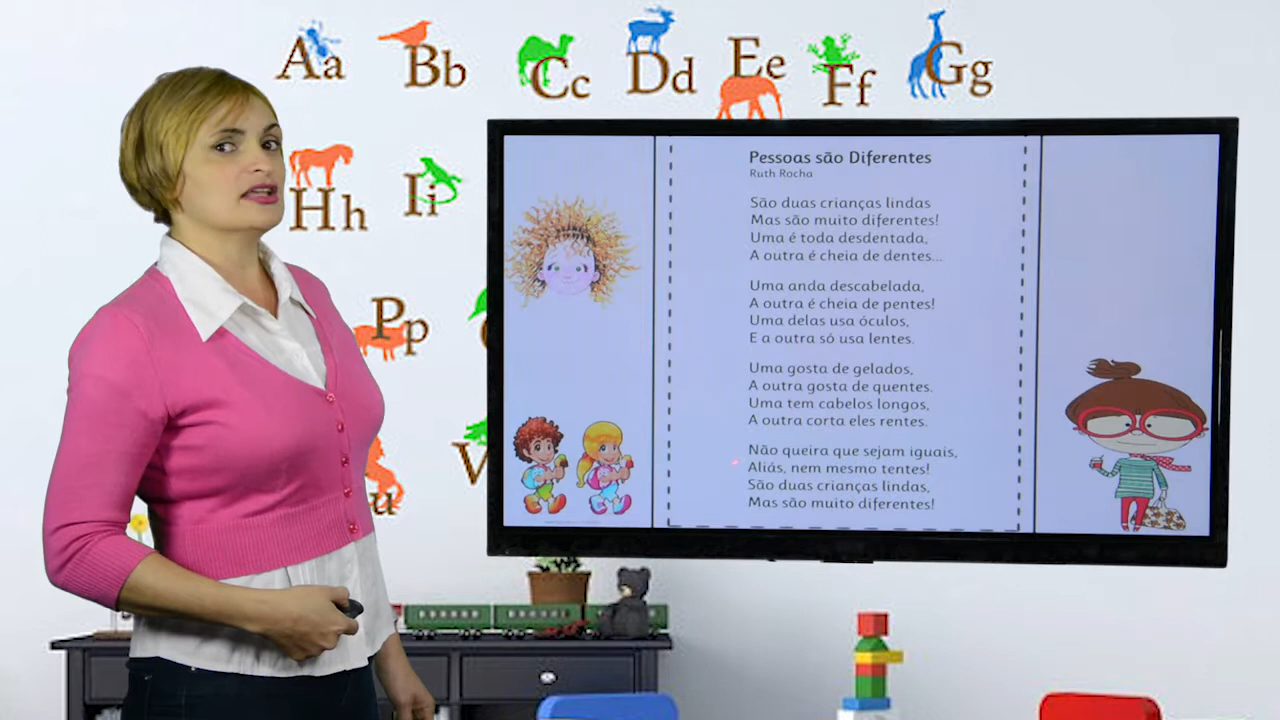 Aa
Bb
Cc
Dd
Ee
Ff
Gg
Hh
Ii
Pp
Pessoas são Diferentes
Ruth Rocha
São duas crianças lindas
Mas são muito diferentes!
Uma é toda desdentada,
A outra é cheia de dentes...
Uma anda descabelada,
A outra é cheia de pentes!
Uma delas usa óculos,
E a outra só usa lentes.
Uma gosta de gelados,
A outra gosta de quentes.
Uma tem cabelos longos,
A outra corta eles rentes.
Não queira que sejam iguais,
Aliás, nem mesmo tentes!
São duas crianças lindas,
Mas são muito diferentes!
V
u